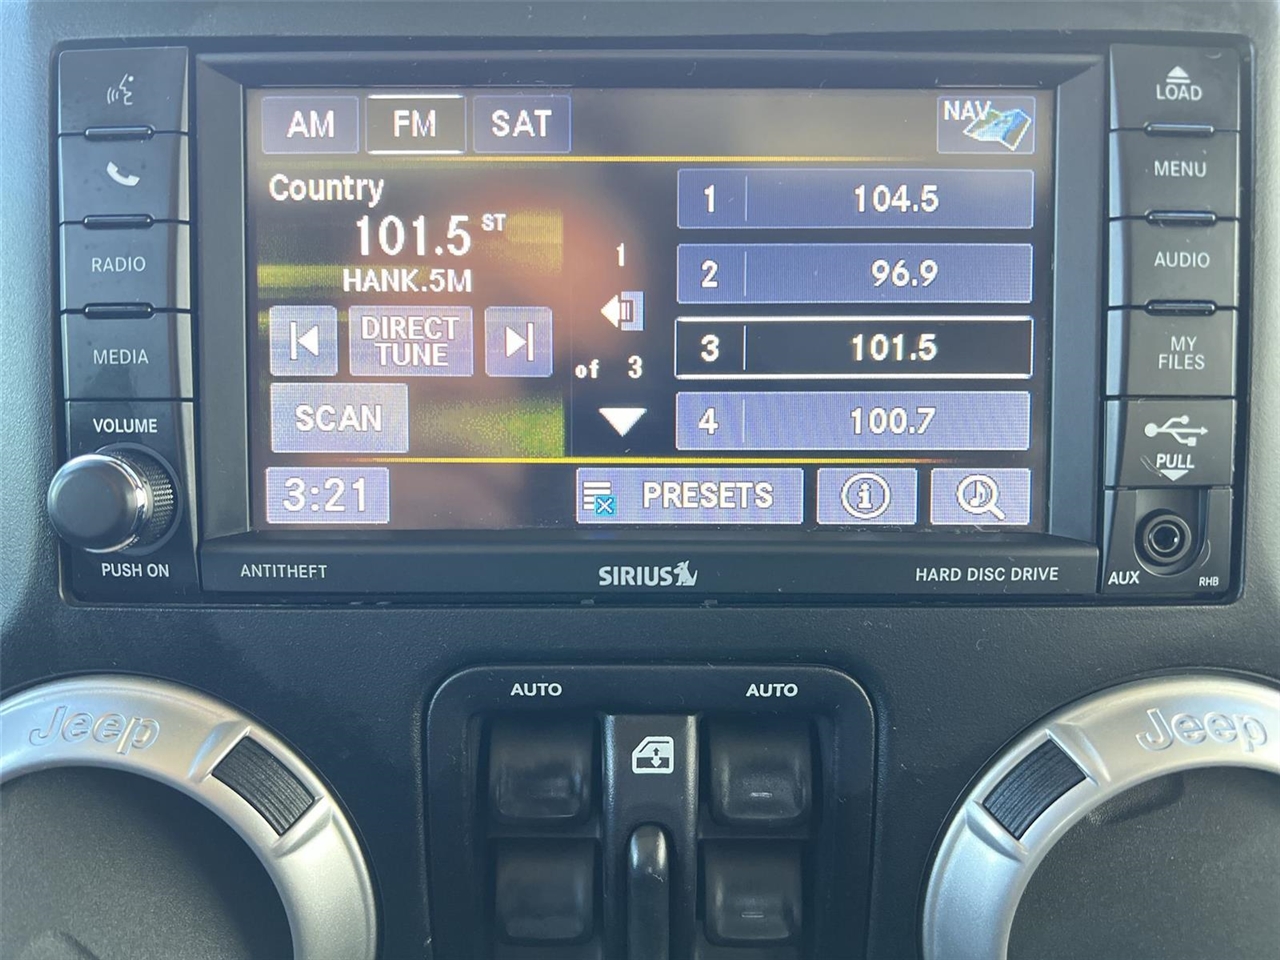 AM FM SAT NAV
Country
101.5 ST
HANK.5M
DIRECT
TUNE
SCAN
3:21
1
of 3
1 104.5
2 96.9
3 101.5
4 100.7
PRESETS
RADIO
MEDIA
VOLUME
PUSH ON
LOAD
MENU
AUDIO
MY
FILES
PULL
AUX
RHB
ANTITHEFT
SIRIUS
HARD DISC DRIVE
AUTO AUTO
Jeep Jeep